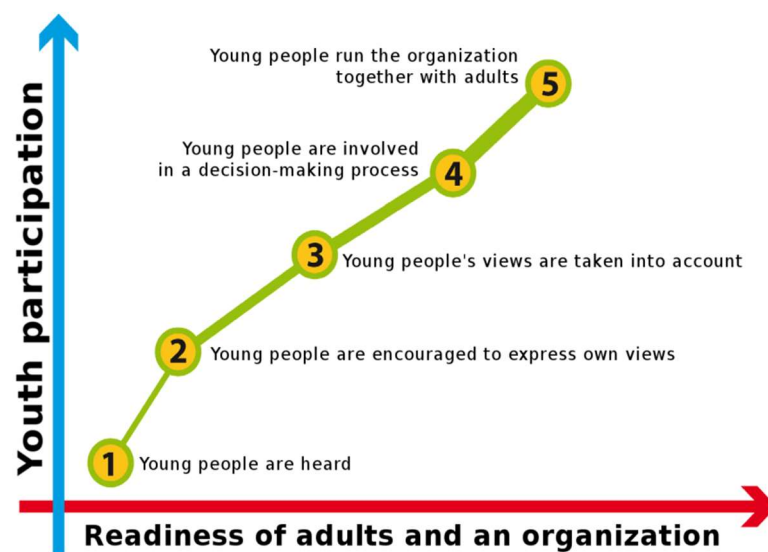 Young people run the organization
together with adults
5
Young people are involved
in a decision-making process
4
3
Young people's views are taken into account
2
Young people are encouraged to express own views
1
Young people are heard
Youth participation
Readiness of adults and an organization